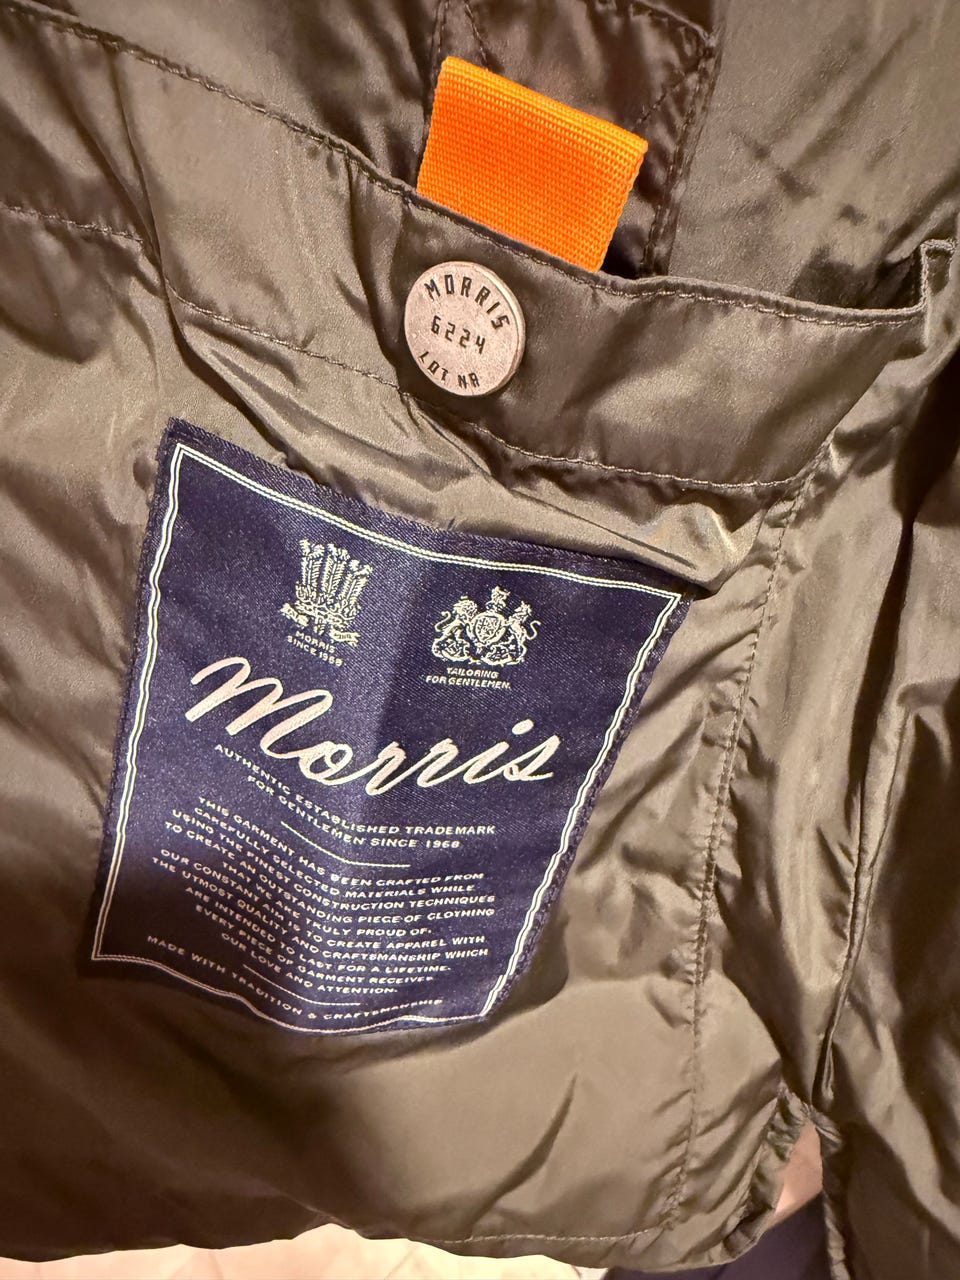 MORRIS
6224
LOT NR
MORRIS
SINCE 1968
TAILORING
FOR GENTLEMEN.
Morris
AUTHENTIC ESTABLISHED TRADEMARK
FOR GENTLEMEN SINCE 1968
THIS GARMENT HAS BEEN CRAFTED FROM
CAREFULLY SELECTED MATERIALS WHILE
USING THE FINEST CONSTRUCTION TECHNIQUES
TO CREATE AN OUTSTANDING PIECE OF CLOTHING
THAT WE ARE TRULY PROUD OF.
OUR CONSTANT AIM IS TO CREATE APPAREL WITH
THE UTMOST QUALITY AND CRAFTSMANSHIP WHICH
ARE INTENDED TO LAST FOR A LIFETIME.
EVERY PIECE OF GARMENT RECEIVES
OUR LOVE AND ATTENTION.
MADE WITH TRADITION & CRAFTSMANSHIP